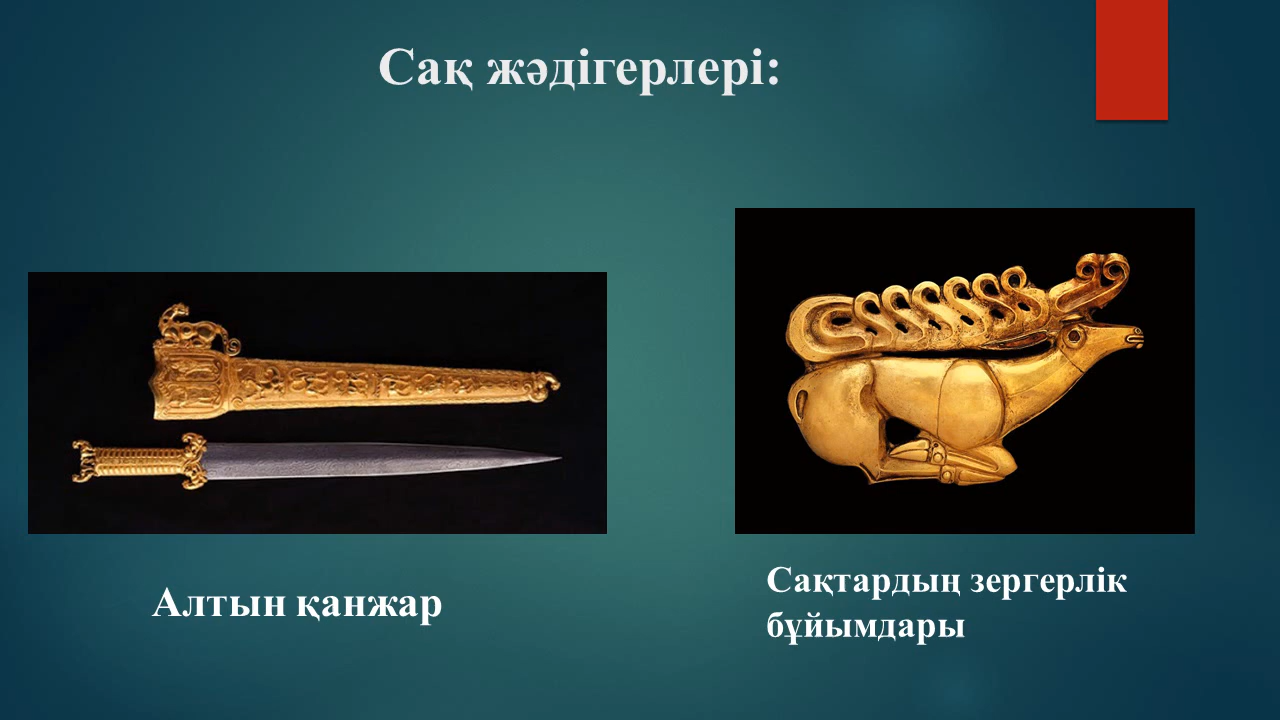 Сақ жәдігерлері:
Алтын қанжар
Сақтардың зергерлік
бұйымдары